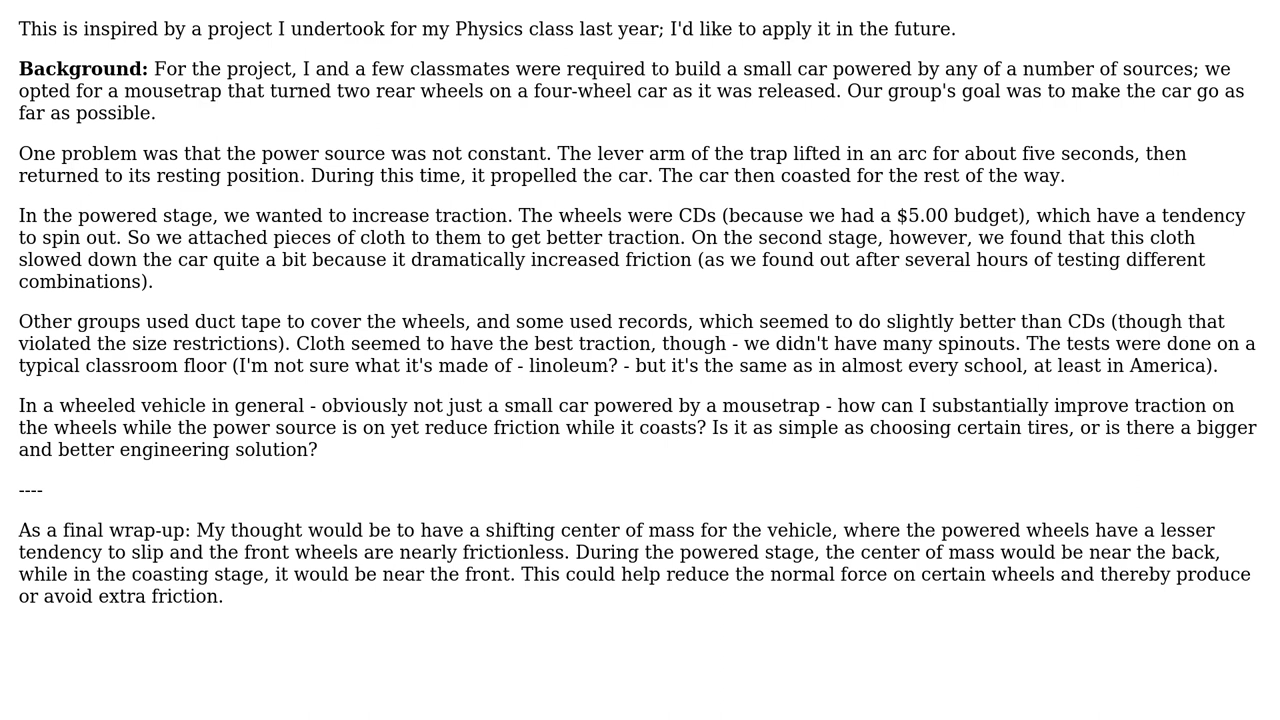 This is inspired by a project I undertook for my Physics class last year; I'd like to apply it in the future.
Background: For the project, I and a few classmates were required to build a small car powered by any of a number of sources; we
opted for a mousetrap that turned two rear wheels on a four-wheel car as it was released. Our group's goal was to make the car go as
far as possible.
One problem was that the power source was not constant. The lever arm of the trap lifted in an arc for about five seconds, then
returned to its resting position. During this time, it propelled the car. The car then coasted for the rest of the way.
In the powered stage, we wanted to increase traction. The wheels were CDs (because we had a $5.00 budget), which have a tendency
to spin out. So we attached pieces of cloth to them to get better traction. On the second stage, however, we found that this cloth
slowed down the car quite a bit because it dramatically increased friction (as we found out after several hours of testing different
combinations).
Other groups used duct tape to cover the wheels, and some used records, which seemed to do slightly better than CDs (though that
violated the size restrictions). Cloth seemed to have the best traction, though - we didn't have many spinouts. The tests were done on a
typical classroom floor (I'm not sure what it's made of - linoleum? - but it's the same as in almost every school, at least in America).
In a wheeled vehicle in general - obviously not just a small car powered by a mousetrap - how can I substantially improve traction on
the wheels while the power source is on yet reduce friction while it coasts? Is it as simple as choosing certain tires, or is there a bigger
and better engineering solution?
----
As a final wrap-up: My thought would be to have a shifting center of mass for the vehicle, where the powered wheels have a lesser
tendency to slip and the front wheels are nearly frictionless. During the powered stage, the center of mass would be near the back,
while in the coasting stage, it would be near the front. This could help reduce the normal force on certain wheels and thereby produce
or avoid extra friction.